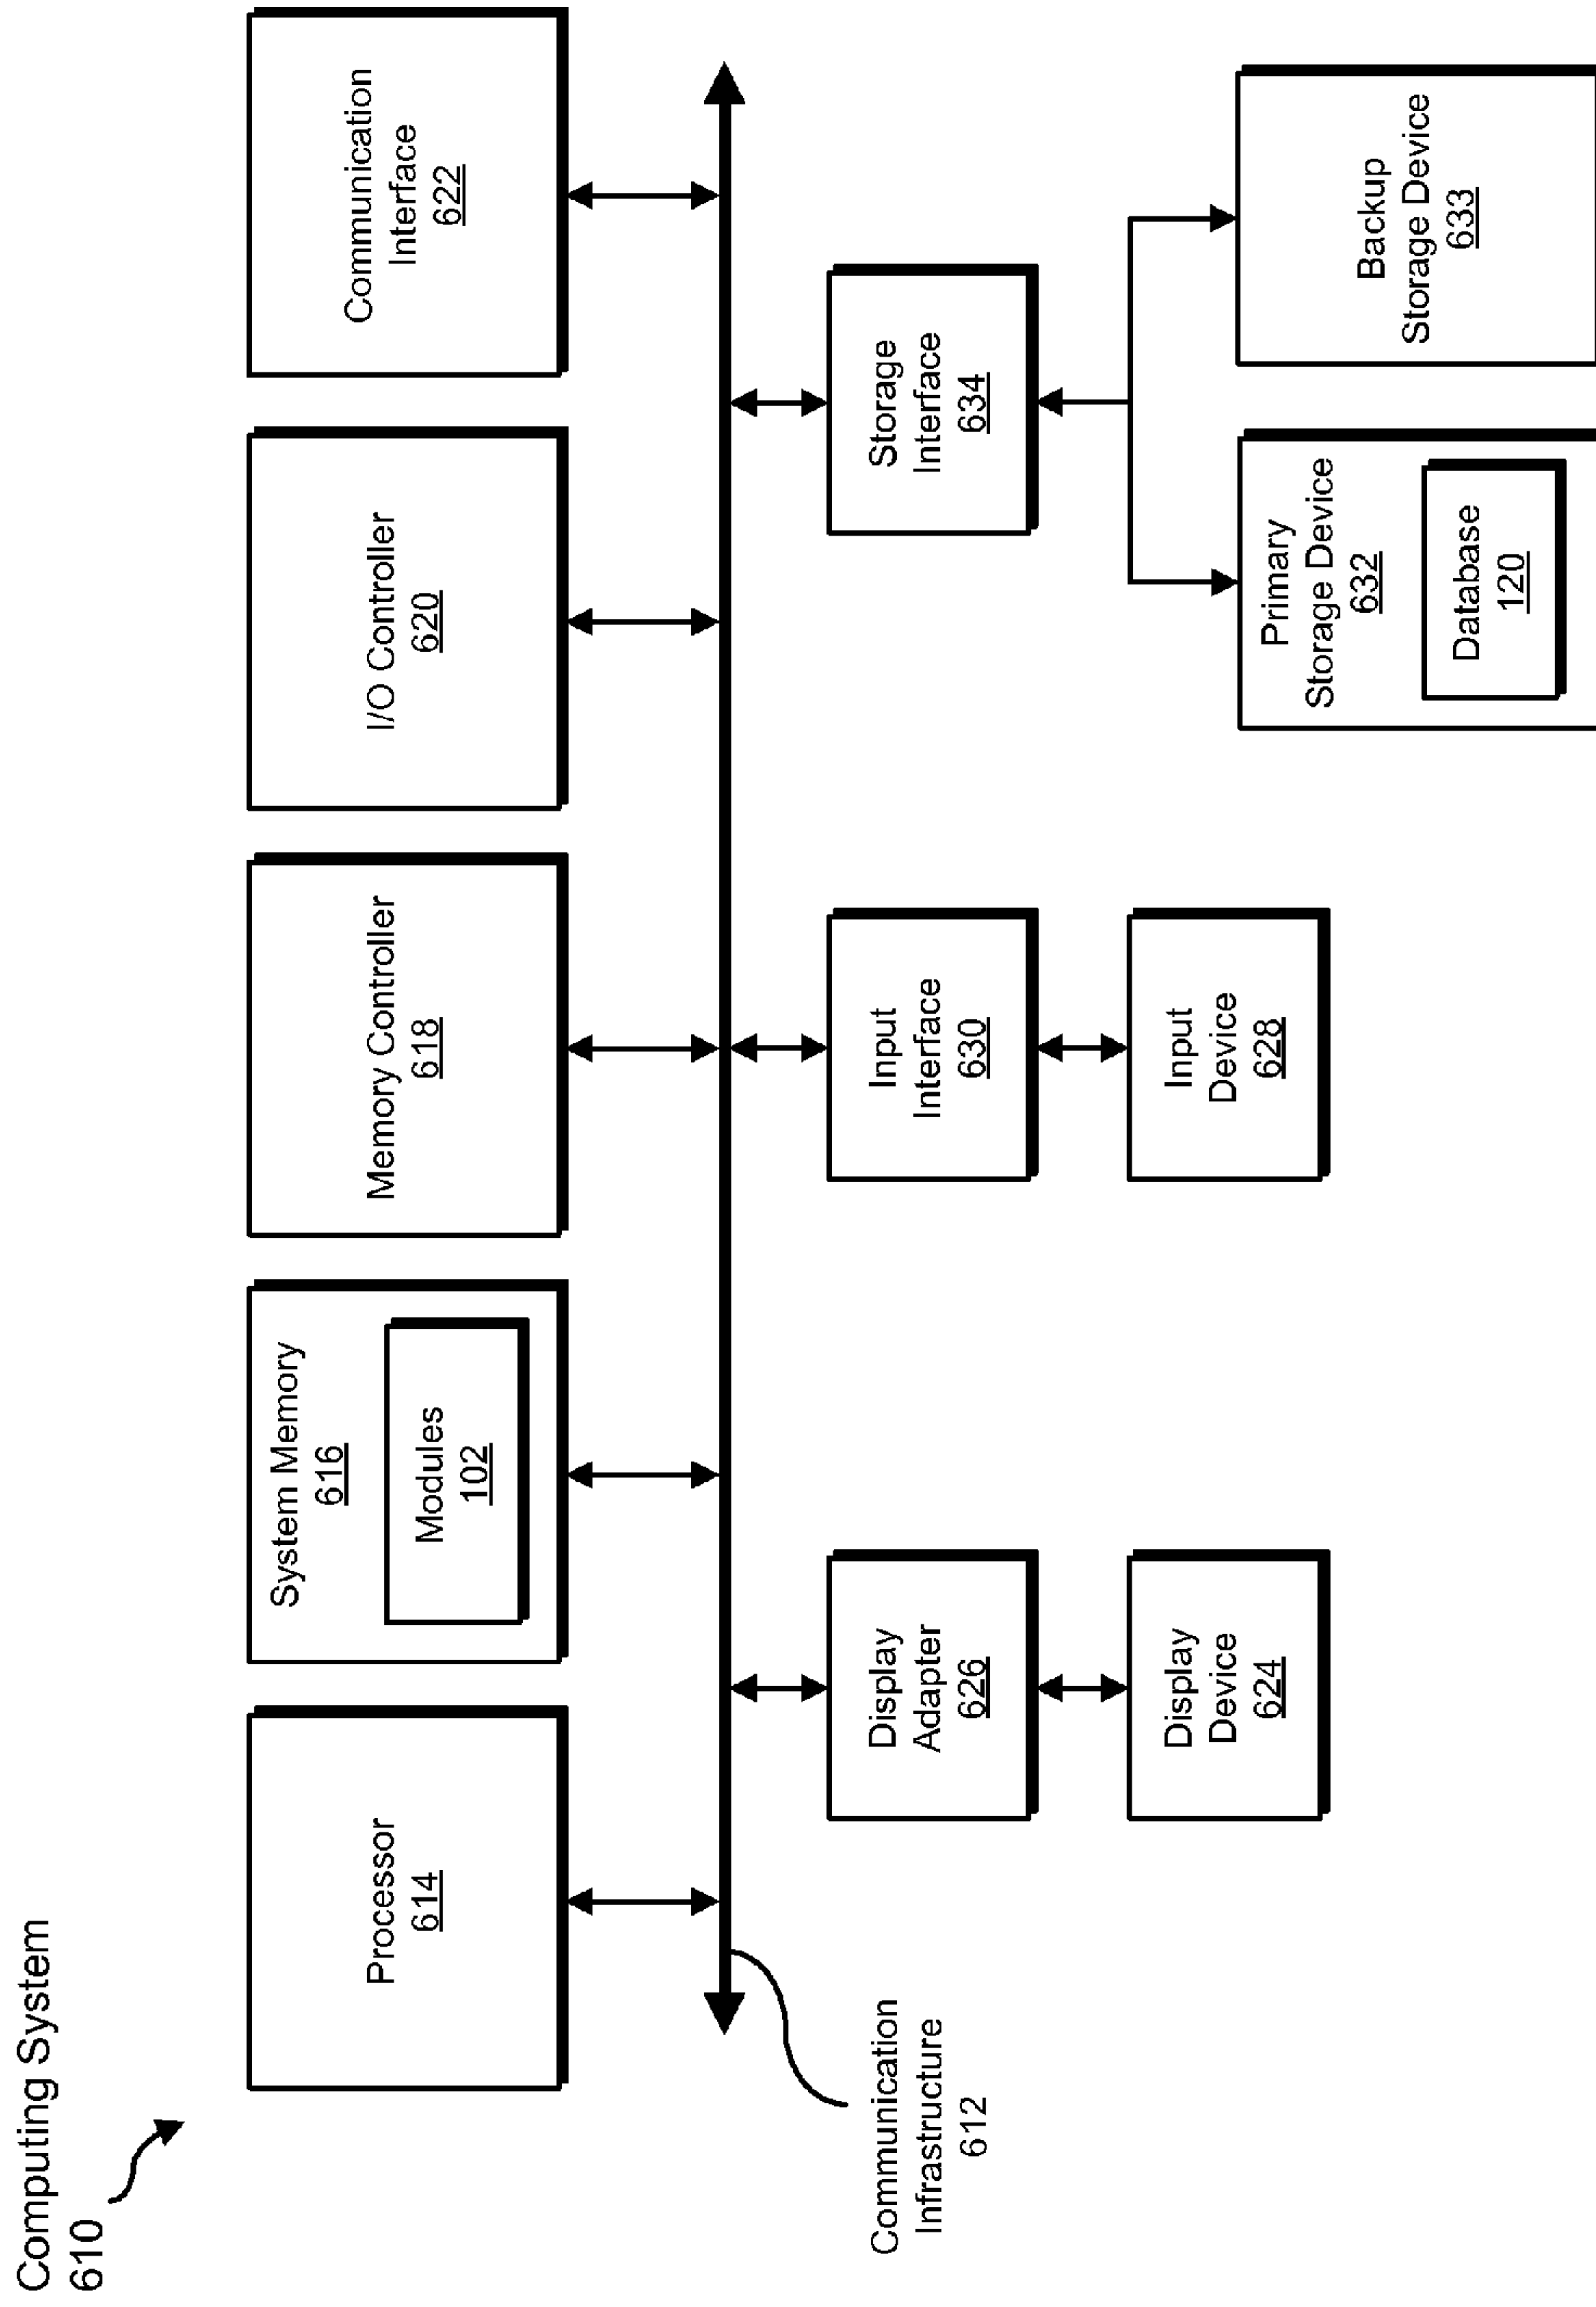 Computing System
610
Processor
614
System Memory
616
Modules
102
Memory Controller
618
I/O Controller
620
Communication
Interface
622
Communication
Infrastructure
612
Display
Adapter
626
Display
Device
624
Input
Interface
630
Input
Device
628
Storage
Interface
634
Primary
Storage Device
632
Database
120
Backup
Storage Device
633